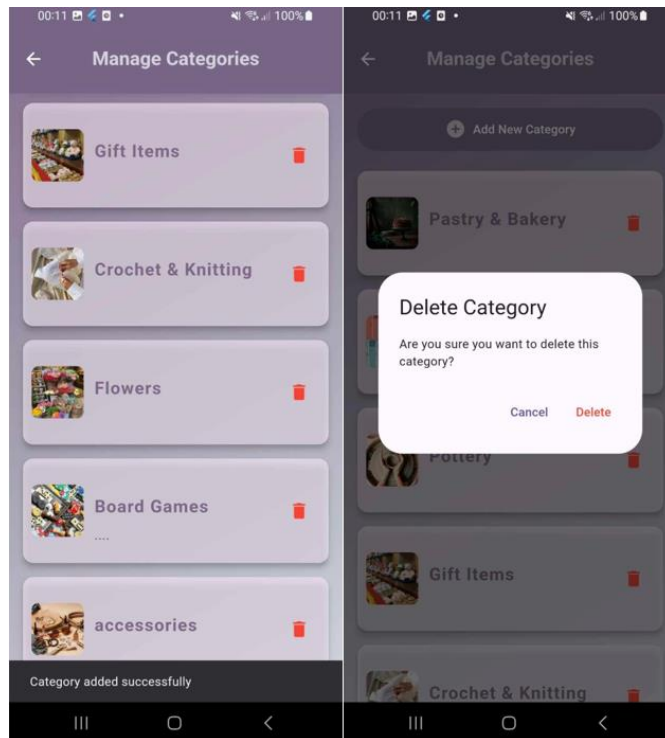 00:11
100%
Manage Categories
Gift Items
Crochet & Knitting
Flowers
Board Games
....
accessories
Category added successfully
00:11
100%
Manage Categories
Add New Category
Pastry & Bakery
Delete Category
Are you sure you want to delete this
category?
Cancel Delete
Pottery
Gift Items
Crochet & Knitting